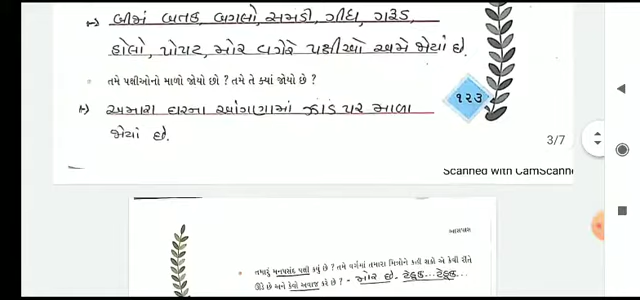 →) બીમાં બતક, બગલો, સમડી, ગીધ, ગરૂડ,
હોલો, પોપટ, મોર વગેરે પક્ષીઓ અમે જોયાં છે.
• તમે પક્ષીઓનો માળો જોયો છો ? તમે તે ક્યાં જોયો છે ?
→) અમારા ઘરના આંગણામાં ઝાડ પર માળા
જોયાં છે.
૧૨૩
3/7
Scanned with CamScann
આસપાસ
• તમારું મનપસંદ પક્ષી કયું છે ? તમે વર્ગમાં તમારા મિત્રોને કહી શકો એ કેવી રીતે
ઊડે છે અને કેવો અવાજ કરે છે ? - મોર છે. ટેહુક... ટેહુક...